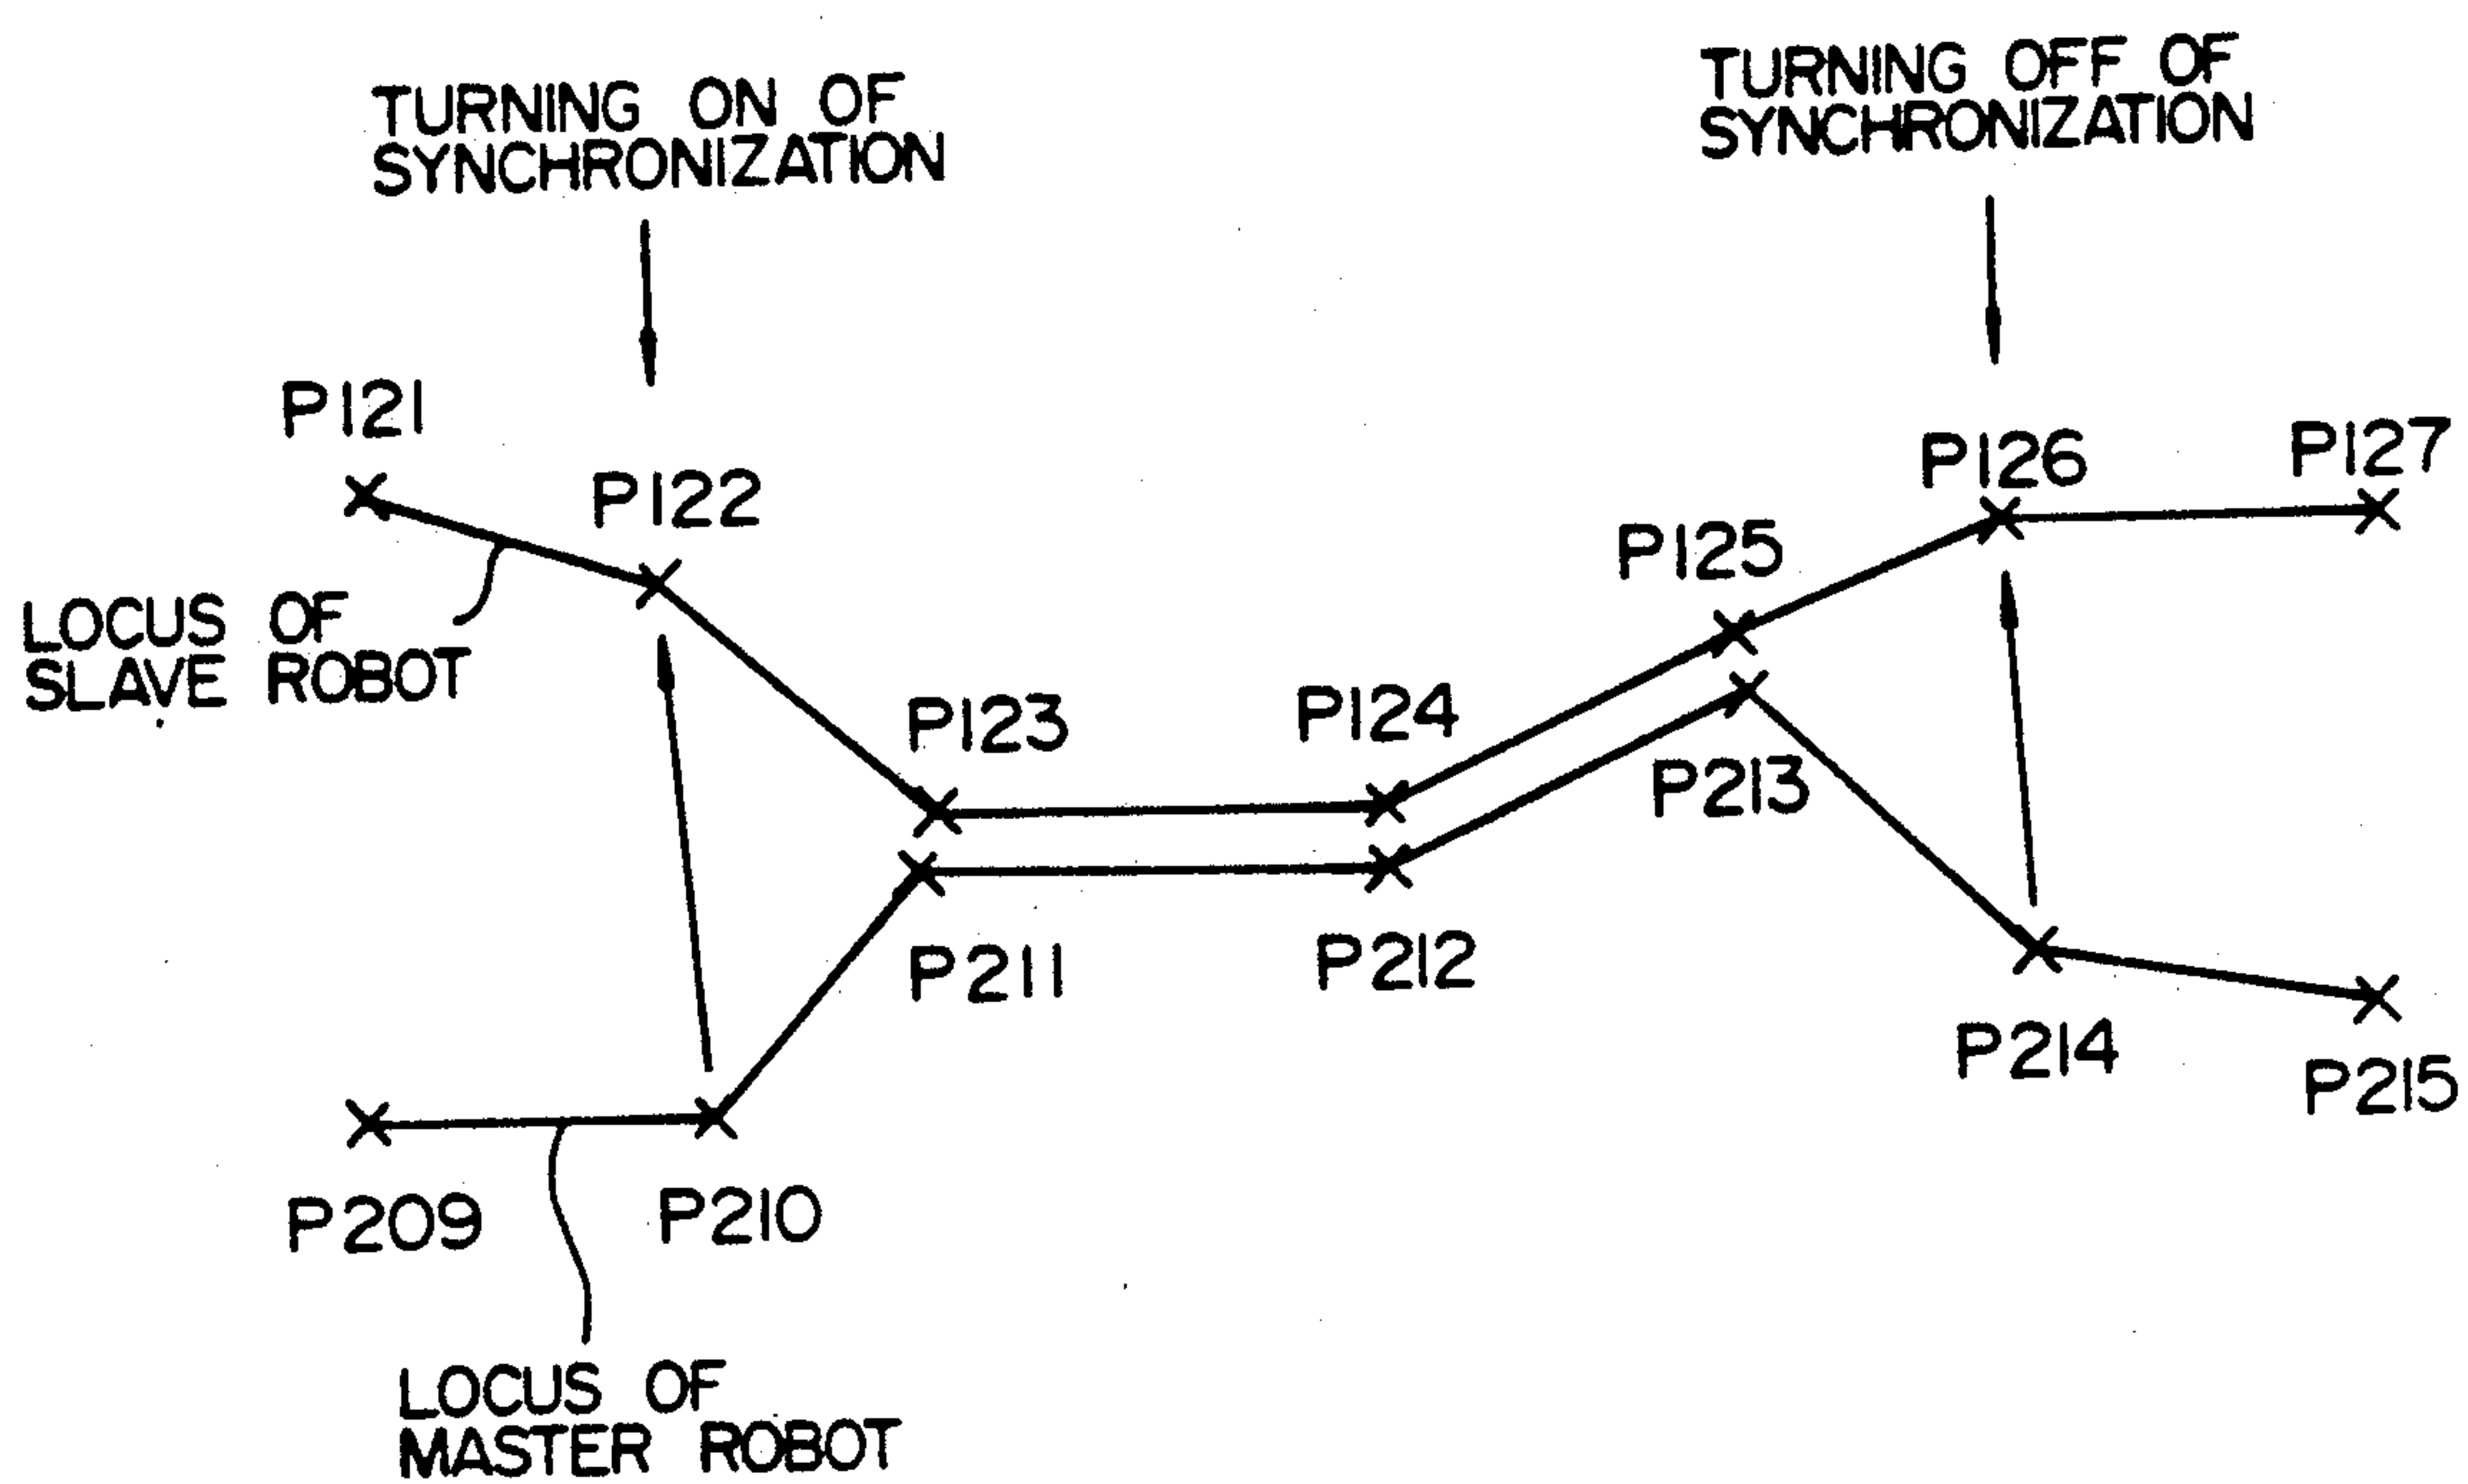 TURNING ON OF
SYNCHRONIZATION
TURNING OFF OF
SYNCHRONIZATION
P121
P122
P126
P127
P125
LOCUS OF
SLAVE ROBOT
P123
P124
P213
P211
P212
P214
P215
P209
P210
LOCUS OF
MASTER ROBOT